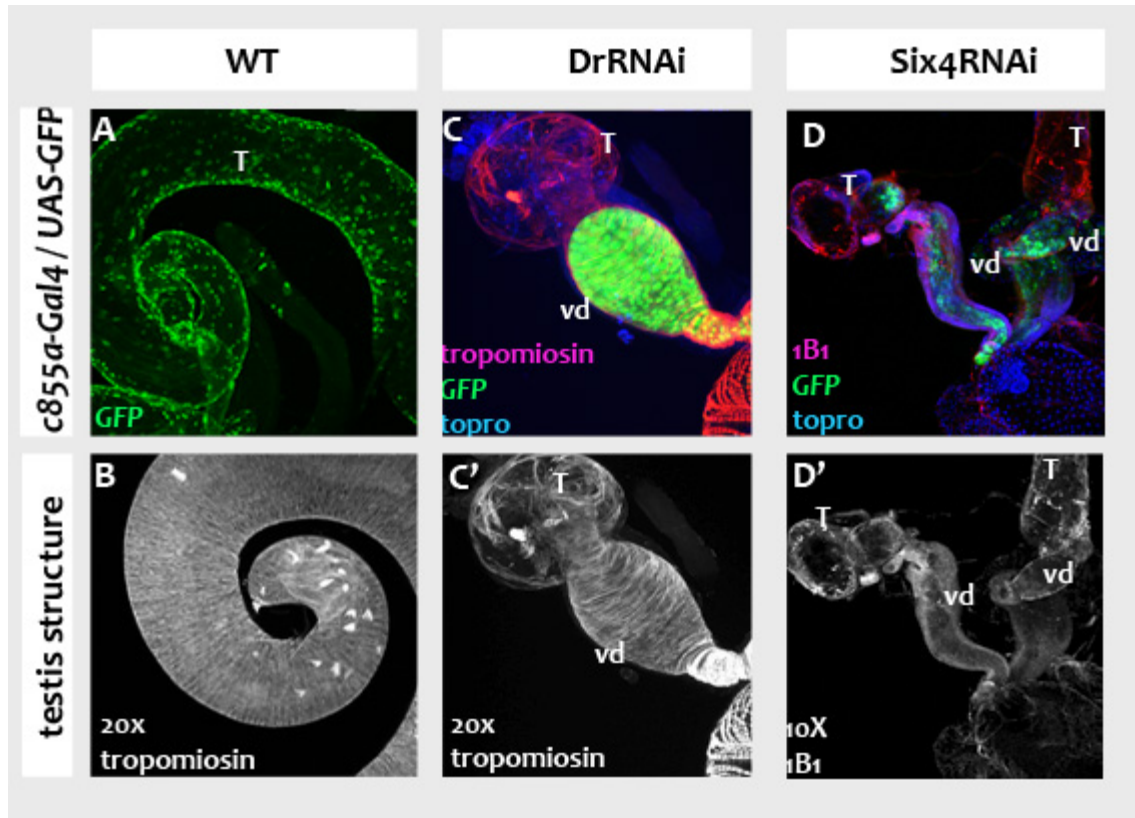 WT
DrRNAi
Six4RNAi
c855a-Gal4 / UAS-GFP
A
T
GFP
C
T
vd
tropomiosin
GFP
topro
D
T
T
vd
vd
1B1
GFP
topro
testis structure
B
20X
tropomiosin
C'
T
vd
20X
tropomiosin
D'
T
T
vd
vd
10X
1B1